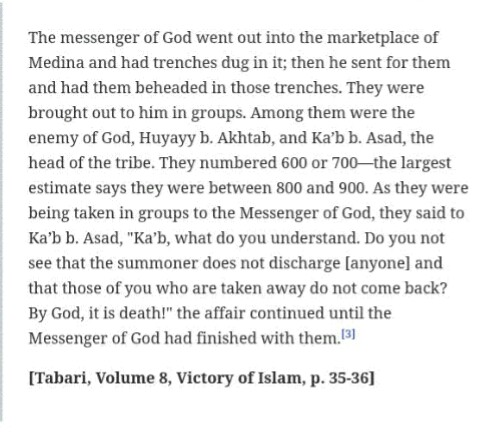 The messenger of God went out into the marketplace of
Medina and had trenches dug in it; then he sent for them
and had them beheaded in those trenches. They were
brought out to him in groups. Among them were the
enemy of God, Huyayy b. Akhtab, and Ka'b b. Asad, the
head of the tribe. They numbered 600 or 700—the largest
estimate says they were between 800 and 900. As they were
being taken in groups to the Messenger of God, they said to
Ka'b b. Asad, "Ka'b, what do you understand. Do you not
see that the summoner does not discharge [anyone] and
that those of you who are taken away do not come back?
By God, it is death!" the affair continued until the
Messenger of God had finished with them.[3]
[Tabari, Volume 8, Victory of Islam, p. 35-36]